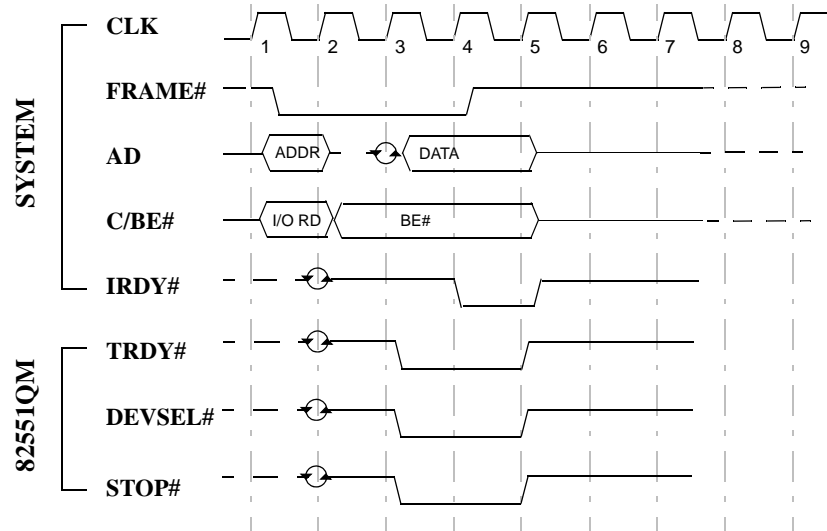 SYSTEM
CLK
1 2 3 4 5 6 7 8 9
FRAME#
AD
ADDR DATA
C/BE#
I/O RD BE#
IRDY#
82551QM
TRDY#
DEVSEL#
STOP#